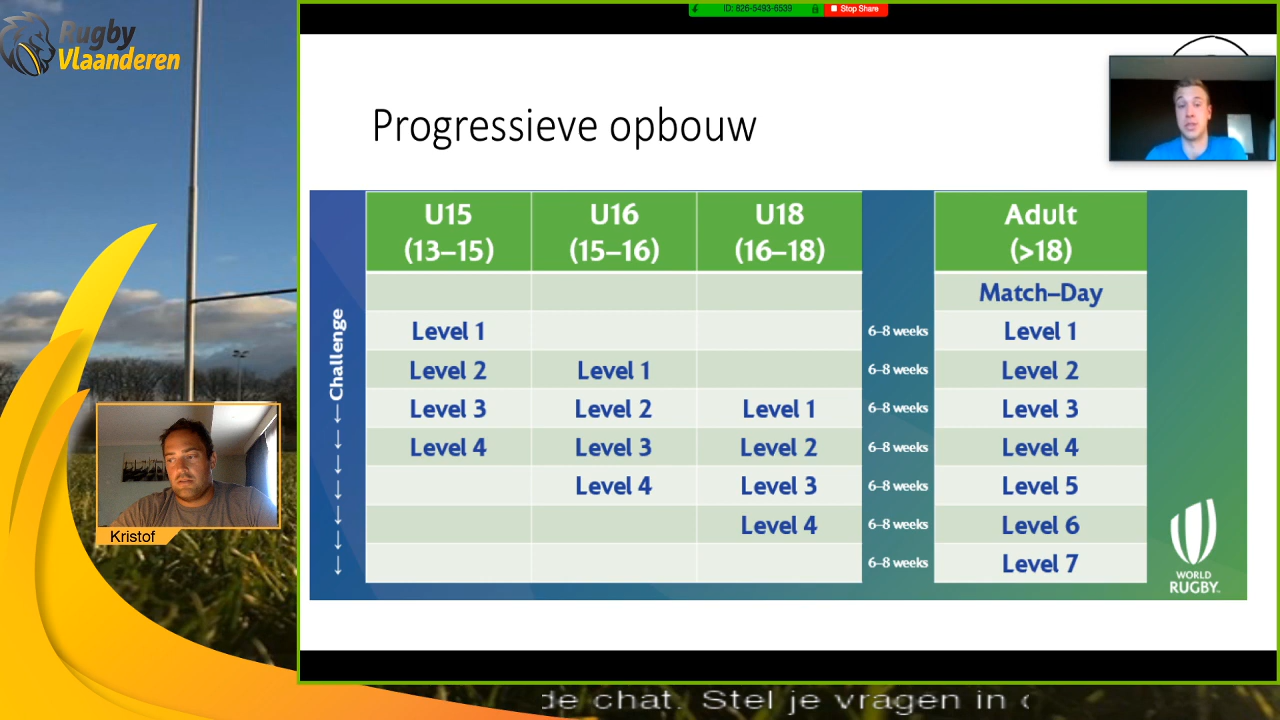 Rugby
Vlaanderen
ID: 826-5493-6539
Stop Share
Progressieve opbouw
U15 U16 U18 Adult
(13–15) (15–16) (16–18) (>18)
Match–Day
Level 1 6–8 weeks Level 1
Level 2 Level 1 6–8 weeks Level 2
Level 3 Level 2 Level 1 6–8 weeks Level 3
Level 4 Level 3 Level 2 6–8 weeks Level 4
Level 4 Level 3 6–8 weeks Level 5
Level 4 6–8 weeks Level 6
6–8 weeks Level 7
Challenge
WORLD
RUGBY™
Kristof
de chat. Stel je vragen in